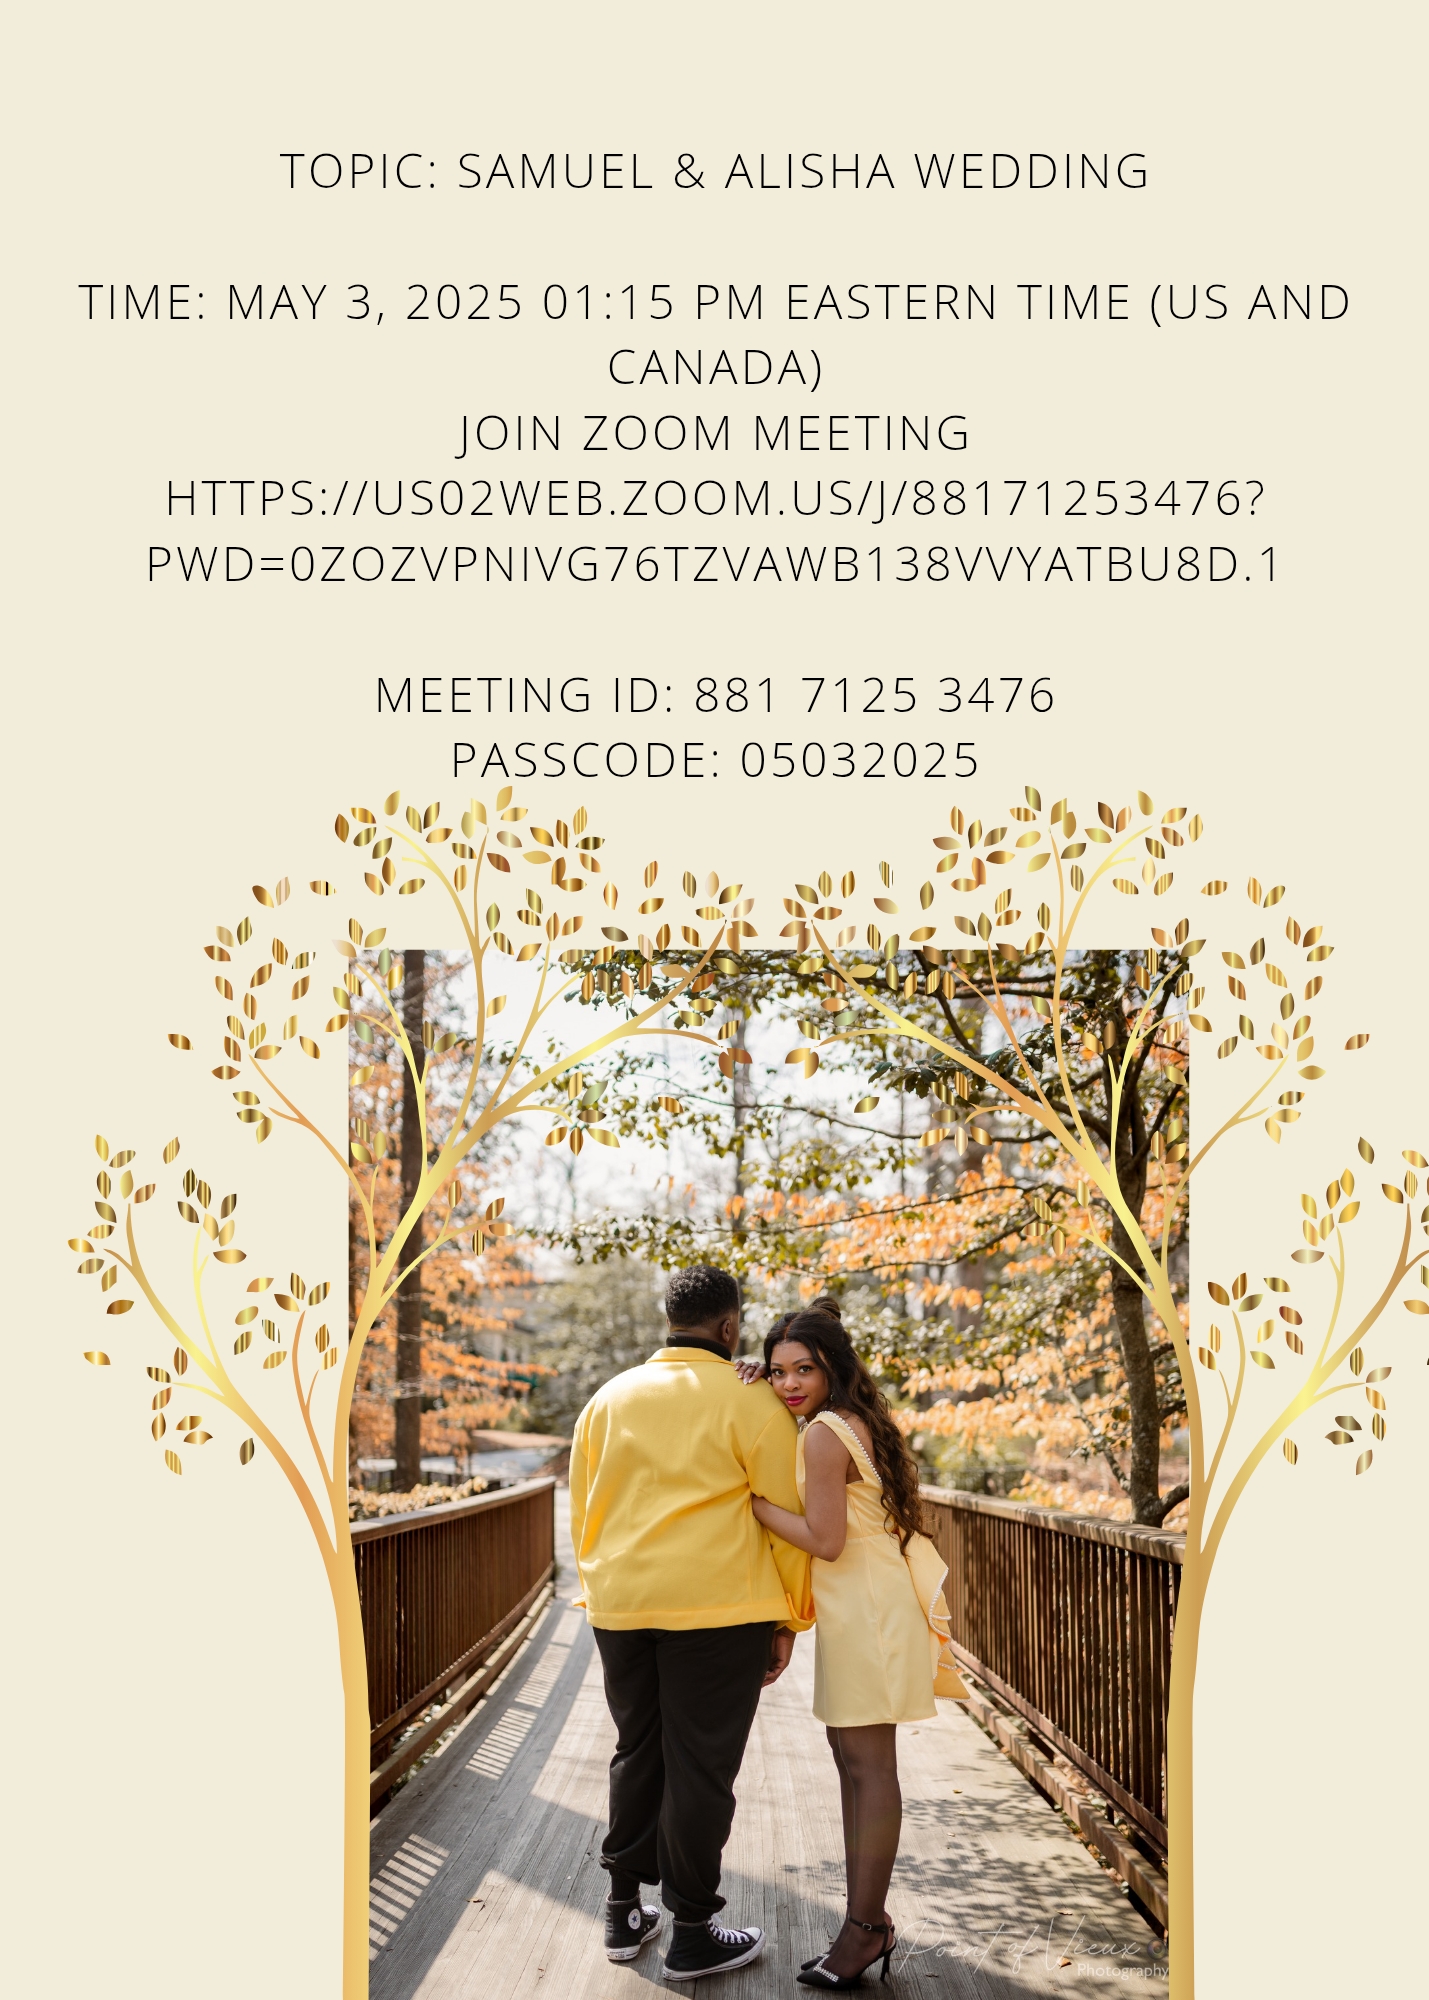 TOPIC: SAMUEL & ALISHA WEDDING
TIME: MAY 3, 2025 01:15 PM EASTERN TIME (US AND
CANADA)
JOIN ZOOM MEETING
HTTPS://US02WEB.ZOOM.US/J/88171253476?
PWD=0ZOZVPNIVG76TZVAWB138VVYATBU8D.1
MEETING ID: 881 7125 3476
PASSCODE: 05032025
Point of Vieux
Photography